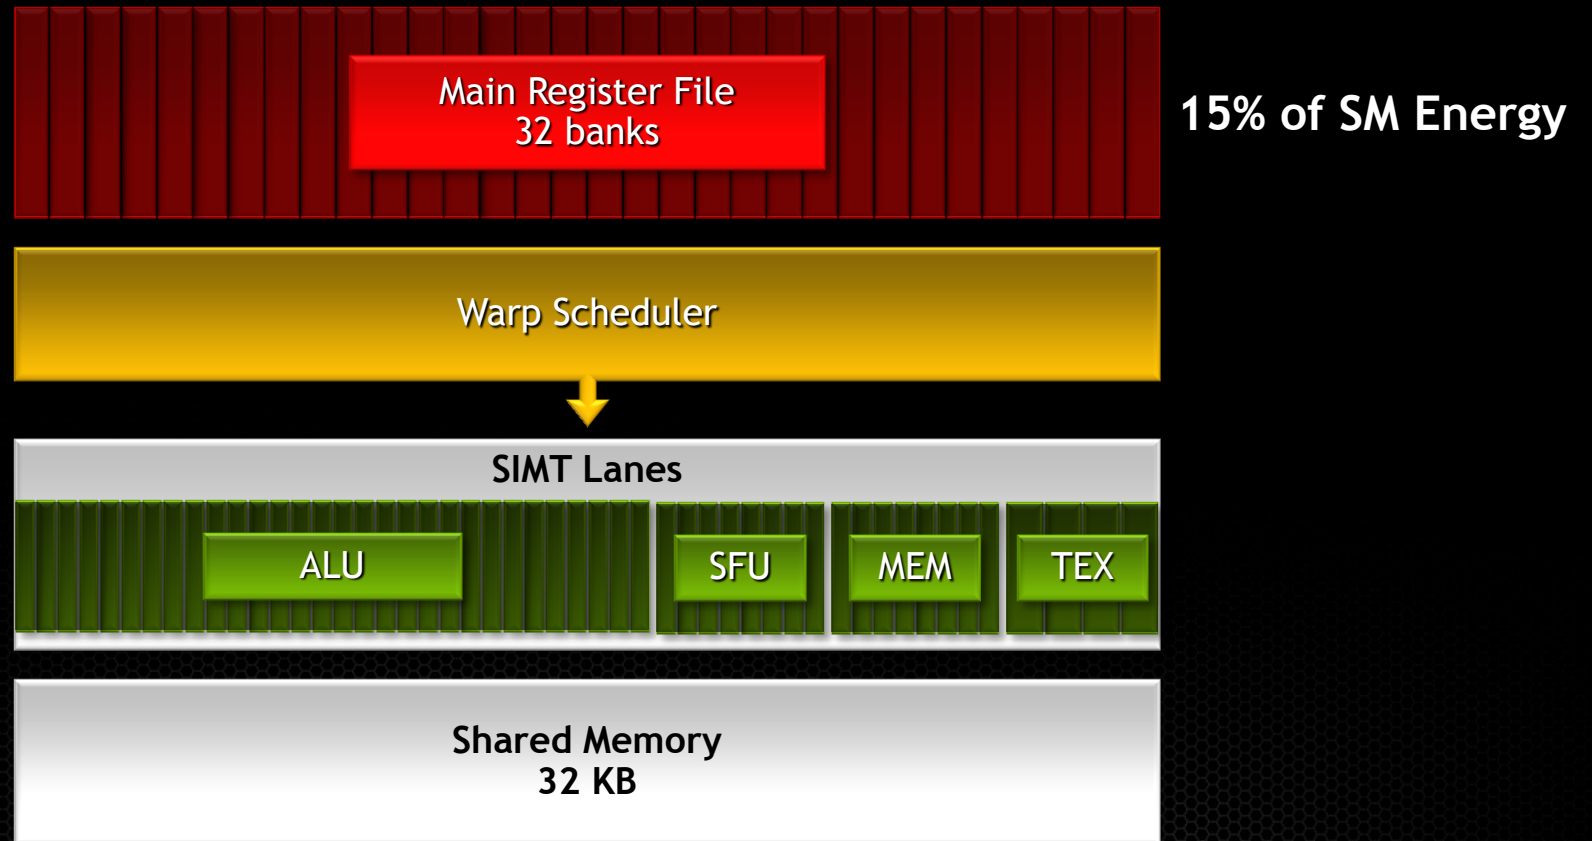 Main Register File
32 banks
15% of SM Energy
Warp Scheduler
SIMT Lanes
ALU
SFU
MEM
TEX
Shared Memory
32 KB